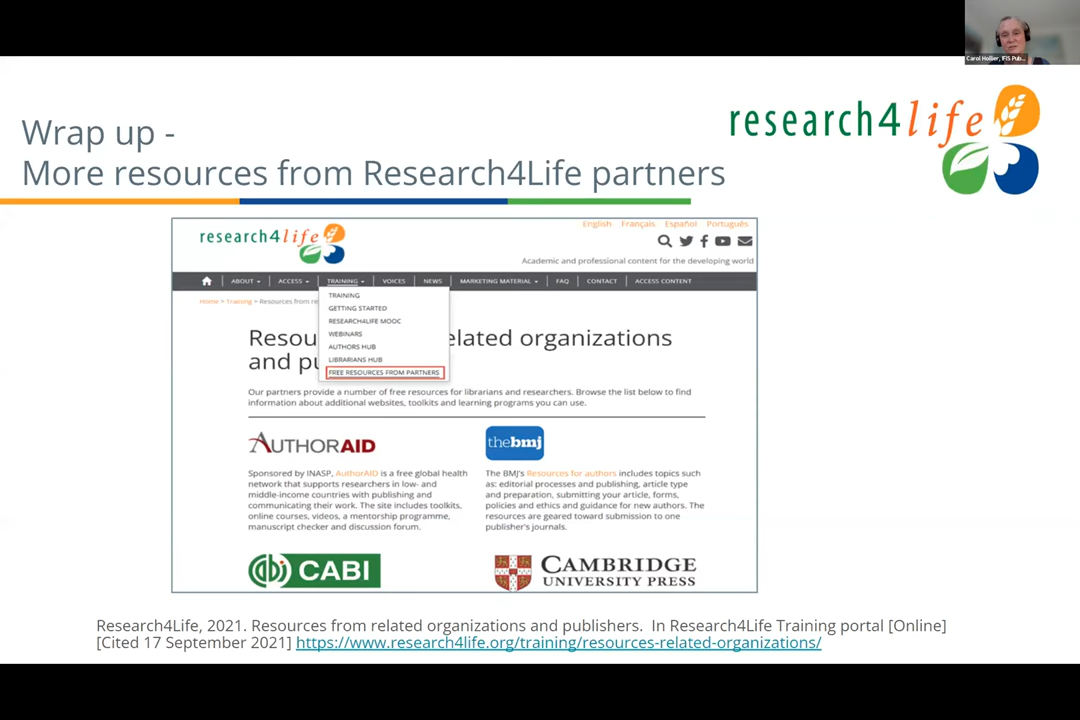 Carol Hollier, IFIS Pub...
research4life
Wrap up -
More resources from Research4Life partners
research4life
English Français Español Português
Academic and professional content for the developing world
ABOUT ACCESS TRAINING VOICES NEWS MARKETING MATERIAL FAQ CONTACT ACCESS CONTENT
Home > Training > Resources from re
TRAINING
GETTING STARTED
RESEARCH4LIFE MOOC
WEBINARS
AUTHORS HUB
LIBRARIANS HUB
FREE RESOURCES FROM PARTNERS
Resou elated organizations
and pu
Our partners provide a number of free resources for librarians and researchers. Browse the list below to find
information about additional websites, toolkits and learning programs you can use.
AUTHORAID
Sponsored by INASP, AuthorAID is a free global health
network that supports researchers in low- and
middle-income countries with publishing and
communicating their work. The site includes toolkits,
online courses, videos, a mentorship programme,
manuscript checker and discussion forum.
thebmj
The BMJ's Resources for authors includes topics such
as: editorial processes and publishing, article type
and preparation, submitting your article, forms,
policies and ethics and guidance for new authors. The
resources are geared toward submission to one
publisher's journals.
CABI
CAMBRIDGE
UNIVERSITY PRESS
Research4Life, 2021. Resources from related organizations and publishers. In Research4Life Training portal [Online]
[Cited 17 September 2021] https://www.research4life.org/training/resources-related-organizations/